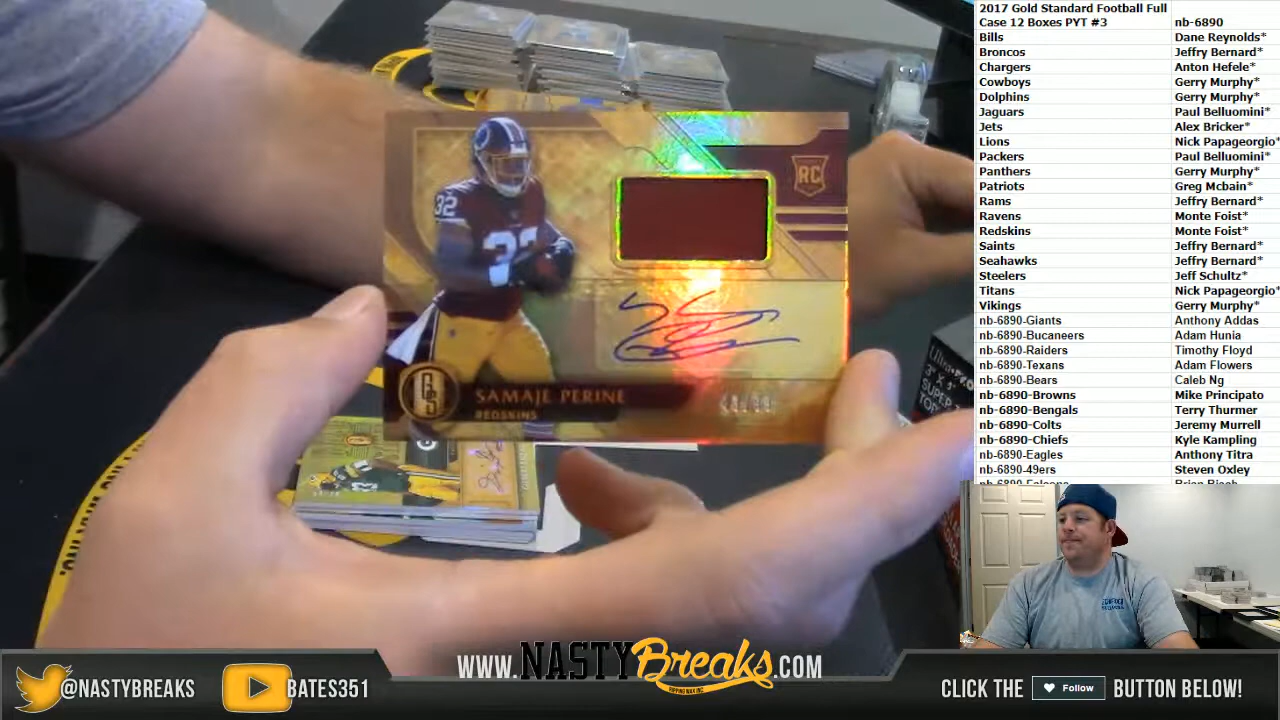 2017 Gold Standard Football Full
Case 12 Boxes PYT #3 nb-6890
Bills Dane Reynolds*
Broncos Jeffry Bernard*
Chargers Anton Hefele*
Cowboys Gerry Murphy*
Dolphins Gerry Murphy*
Jaguars Paul Belluomini*
Jets Alex Bricker*
Lions Nick Papageorgio*
Packers Paul Belluomini*
Panthers Gerry Murphy*
Patriots Greg Mcbain*
Rams Jeffry Bernard*
Ravens Monte Foist*
Redskins Monte Foist*
Saints Jeffry Bernard*
Seahawks Jeffry Bernard*
Steelers Jeff Schultz*
Titans Nick Papageorgio*
Vikings Gerry Murphy*
nb-6890-Giants Anthony Addas
nb-6890-Bucaneers Adam Hunia
nb-6890-Raiders Timothy Floyd
nb-6890-Texans Adam Flowers
nb-6890-Bears Caleb Ng
nb-6890-Browns Mike Principato
nb-6890-Bengals Terry Thurmer
nb-6890-Colts Jeremy Murrell
nb-6890-Chiefs Kyle Kampling
nb-6890-Eagles Anthony Titra
nb-6890-49ers Steven Oxley
RC
32
32
GS
SAMAJE PERINE
REDSKINS
@NASTYBREAKS
BATES351
WWW.NASTYBreaks.COM
RIPPING WAX INC.
CLICK THE Follow BUTTON BELOW!